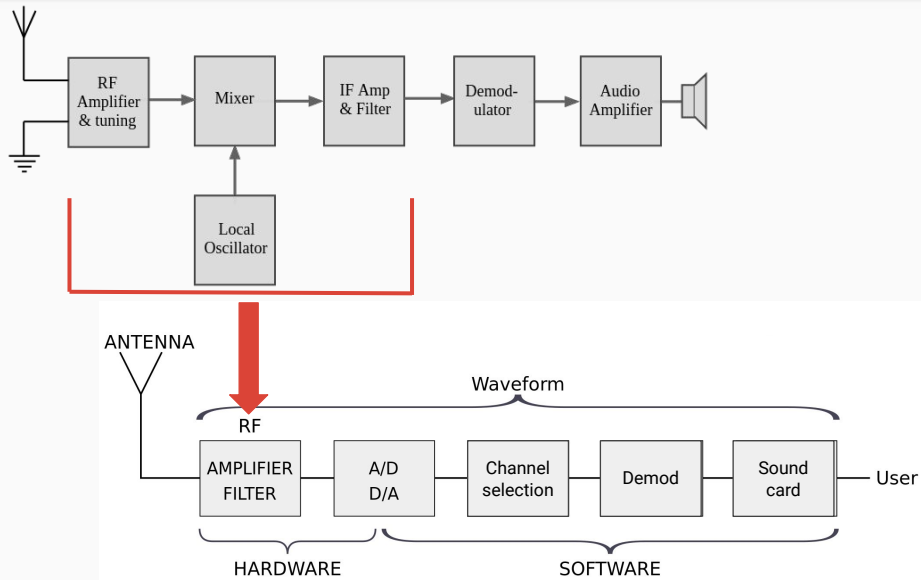 RF
Amplifier
& tuning
Mixer
IF Amp
& Filter
Demod-
ulator
Audio
Amplifier
Local
Oscillator
ANTENNA
Waveform
RF
AMPLIFIER
FILTER
A/D
D/A
Channel
selection
Demod
Sound
card
User
HARDWARE
SOFTWARE